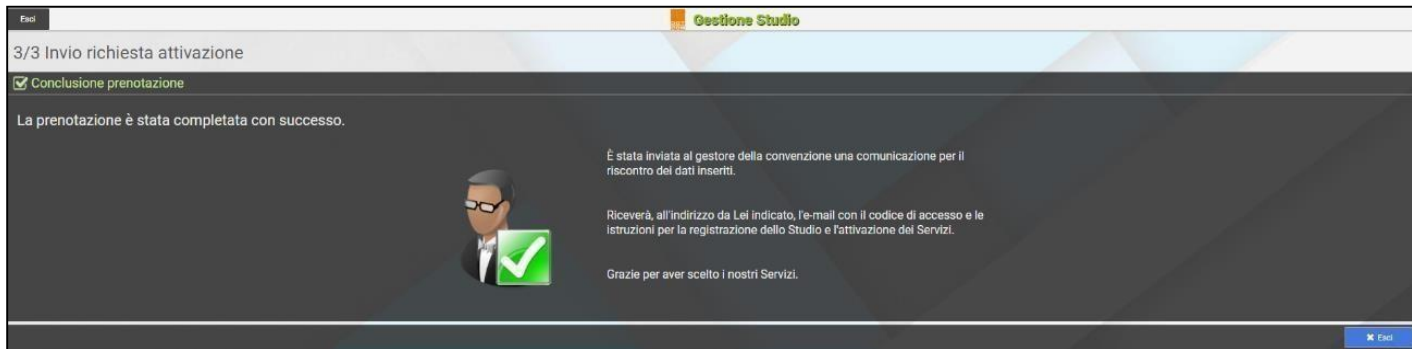 Esci
Gestione Studio
3/3 Invio richiesta attivazione
Conclusione prenotazione
La prenotazione è stata completata con successo.
È stata inviata al gestore della convenzione una comunicazione per il
riscontro dei dati inseriti.
Riceverà, all'indirizzo da Lei indicato, l'e-mail con il codice di accesso e le
istruzioni per la registrazione dello Studio e l'attivazione dei Servizi.
Grazie per aver scelto i nostri Servizi.
Esci